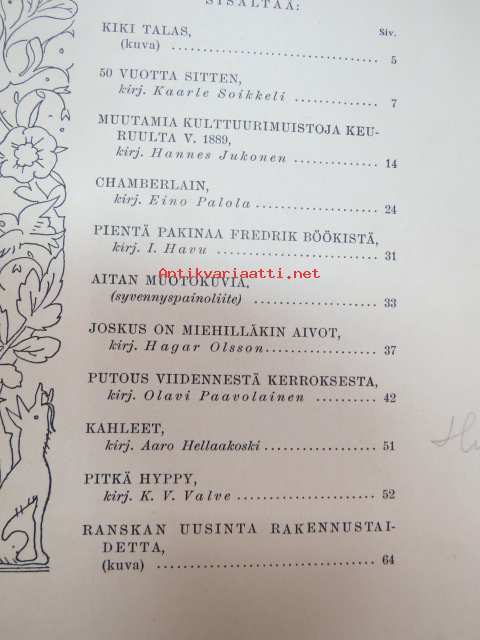 SISÄLTÄÄ:
Siv.
KIKI TALAS,
(kuva) 5
50 VUOTTA SITTEN,
kirj. Kaarle Soikkeli 7
MUUTAMIA KULTTUURIMUISTOJA KEU-
RUULTA V. 1889,
kirj. Hannes Jukonen 14
CHAMBERLAIN,
kirj. Eino Palola 24
PIENTÄ PAKINAA FREDRIK BÖÖKISTÄ,
kirj. I. Havu 31
Antikvariaatti.net
AITAN MUOTOKUVIA,
(syvennyspainoliite) 33
JOSKUS ON MIEHILLÄKIN AIVOT,
kirj. Hagar Olsson 37
PUTOUS VIIDENNESTÄ KERROKSESTA,
kirj. Olavi Paavolainen 42
KAHLEET,
kirj. Aaro Hellaakoski 51
PITKÄ HYPPY,
kirj. K. V. Valve 52
RANSKAN UUSINTA RAKENNUSTAI-
DETTA,
(kuva) 64